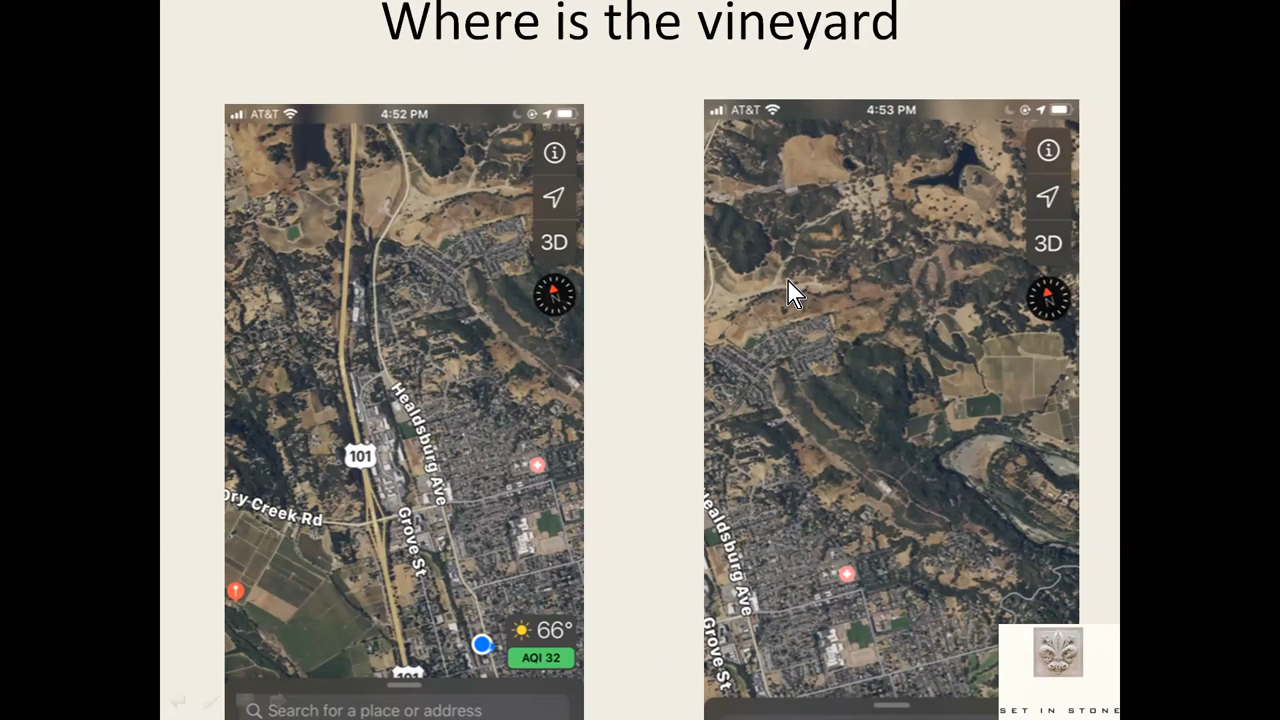 Where is the vineyard
AT&T
4:52 PM
3D
N
Healdsburg Ave
101
Dry Creek Rd
Grove St
66°
AQI 32
101
Search for a place or address
AT&T
4:53 PM
3D
N
Healdsburg Ave
Grove St
SET IN STONE